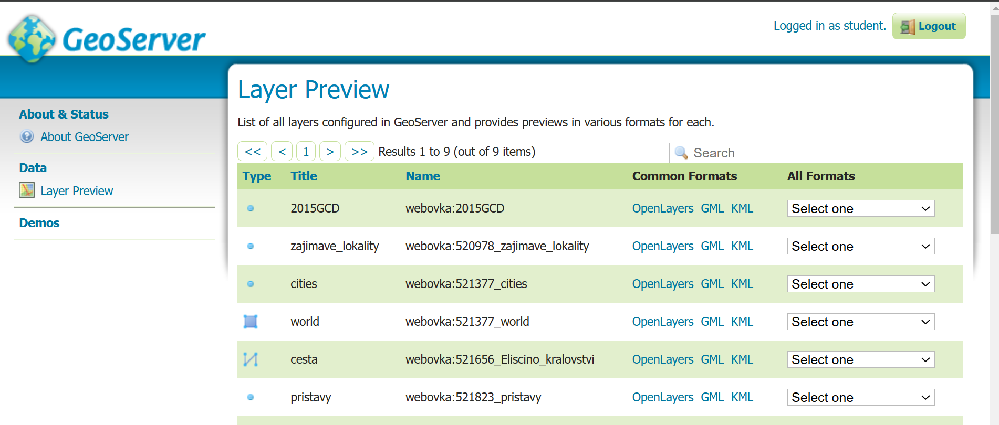 GeoServer
Logged in as student. Logout
About & Status
About GeoServer
Data
Layer Preview
Demos
Layer Preview
List of all layers configured in GeoServer and provides previews in various formats for each.
<< < 1 > >> Results 1 to 9 (out of 9 items) Search
Type Title Name Common Formats All Formats
2015GCD webovka:2015GCD OpenLayers GML KML Select one
zajimave_lokality webovka:520978_zajimave_lokality OpenLayers GML KML Select one
cities webovka:521377_cities OpenLayers GML KML Select one
world webovka:521377_world OpenLayers GML KML Select one
cesta webovka:521656_Eliscino_kralovstvi OpenLayers GML KML Select one
pristavy webovka:521823_pristavy OpenLayers GML KML Select one